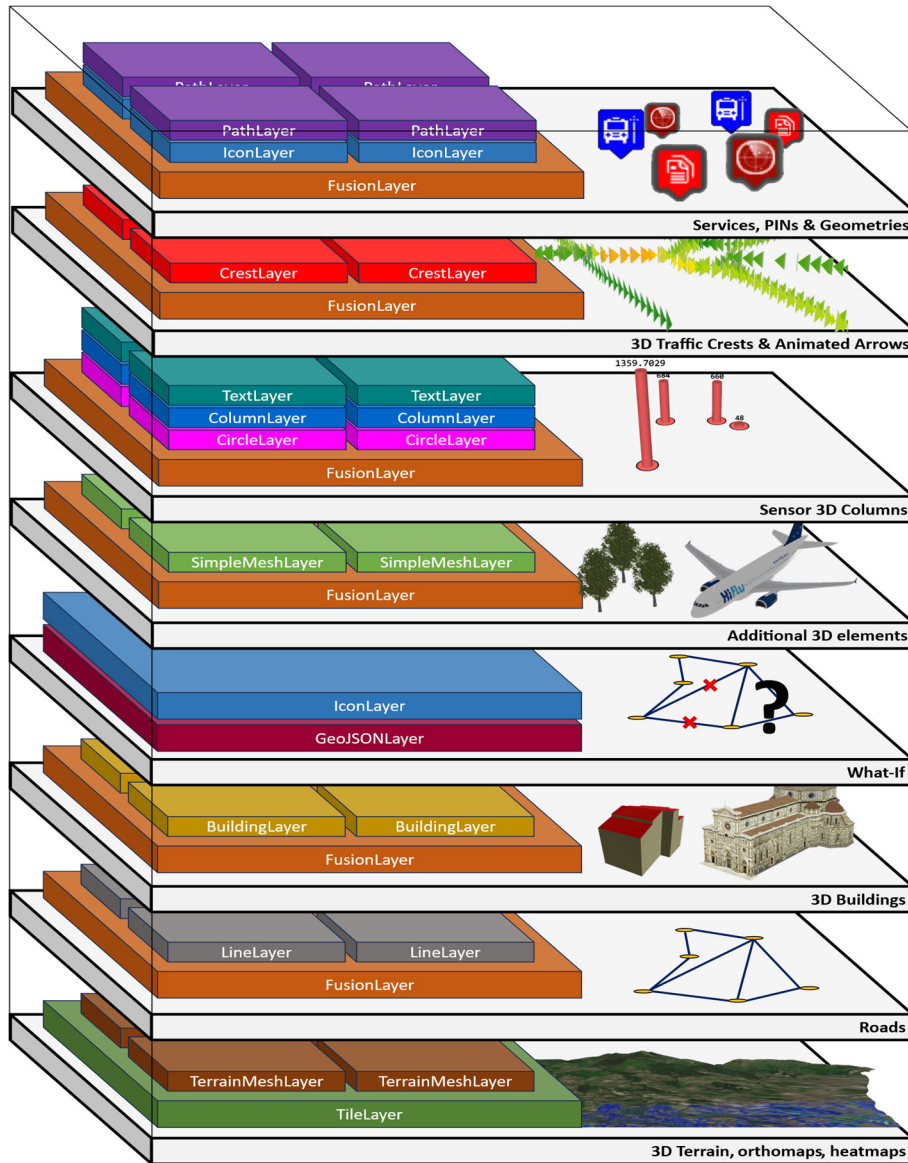 PathLayer PathLayer
PathLayer PathLayer
IconLayer IconLayer
FusionLayer
Services, PINs & Geometries
CrestLayer CrestLayer
FusionLayer
3D Traffic Crests & Animated Arrows
1359.7029
684 660
48
TextLayer TextLayer
ColumnLayer ColumnLayer
CircleLayer CircleLayer
FusionLayer
Sensor 3D Columns
SimpleMeshLayer SimpleMeshLayer
FusionLayer
Hifly
Additional 3D elements
?
IconLayer
GeoJSONLayer
What-If
BuildingLayer BuildingLayer
FusionLayer
3D Buildings
LineLayer LineLayer
FusionLayer
Roads
TerrainMeshLayer TerrainMeshLayer
TileLayer
3D Terrain, orthomaps, heatmaps